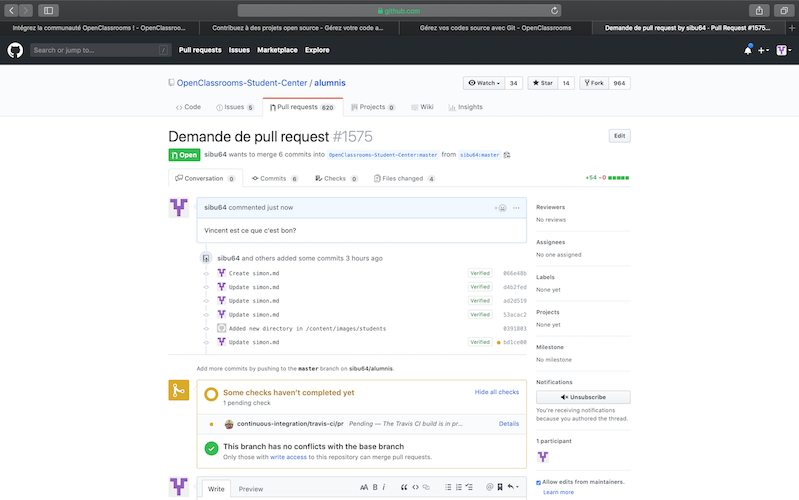 github.com
Intégrez la communauté OpenClassrooms ! - OpenClassroo...
Contribuez à des projets open source - Gérez votre code a...
Gérez vos codes source avec Git - OpenClassrooms
Demande de pull request by sibu64 · Pull Request #1575...
Search or jump to...
/
Pull requests
Issues
Marketplace
Explore
OpenClassrooms-Student-Center / alumnis
Watch 34
Star 14
Fork 964
Code
Issues 5
Pull requests 620
Projects 0
Wiki
Insights
Demande de pull request #1575
Edit
Open
sibu64 wants to merge 6 commits into OpenClassrooms-Student-Center:master from sibu64:master
Conversation 0
Commits 6
Checks 0
Files changed 4
+54 −0
sibu64 commented just now
Vincent est ce que c'est bon?
sibu64 and others added some commits 3 hours ago
Create simon.md Verified 066e48b
Update simon.md Verified d4b2fed
Update simon.md Verified ad2d519
Update simon.md Verified 53acac2
Added new directory in /content/images/students 0391803
Update simon.md Verified bd1ce00
Add more commits by pushing to the master branch on sibu64/alumnis.
Some checks haven't completed yet
Hide all checks
1 pending check
continuous-integration/travis-ci/pr Pending — The Travis CI build is in pr...
Details
This branch has no conflicts with the base branch
Only those with write access to this repository can merge pull requests.
Write
Preview
AA B i
Reviewers
No reviews
Assignees
No one assigned
Labels
None yet
Projects
None yet
Milestone
No milestone
Notifications
Unsubscribe
You're receiving notifications
because you authored the thread.
1 participant
Allow edits from maintainers.
Learn more